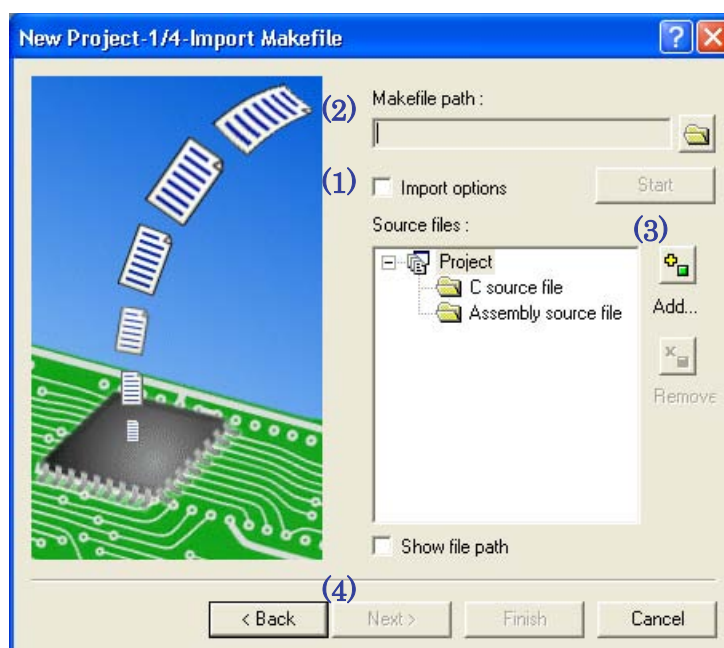 New Project-1/4-Import Makefile
(2) Makefile path :
(1) Import options Start
Source files :
(3)
Project
C source file
Assembly source file
Add...
Remove
Show file path
(4)
< Back Next > Finish Cancel